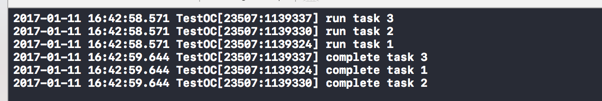 2017-01-11 16:42:58.571 TestOC[23507:1139337] run task 3
2017-01-11 16:42:58.571 TestOC[23507:1139330] run task 2
2017-01-11 16:42:58.571 TestOC[23507:1139324] run task 1
2017-01-11 16:42:59.644 TestOC[23507:1139337] complete task 3
2017-01-11 16:42:59.644 TestOC[23507:1139324] complete task 1
2017-01-11 16:42:59.644 TestOC[23507:1139330] complete task 2